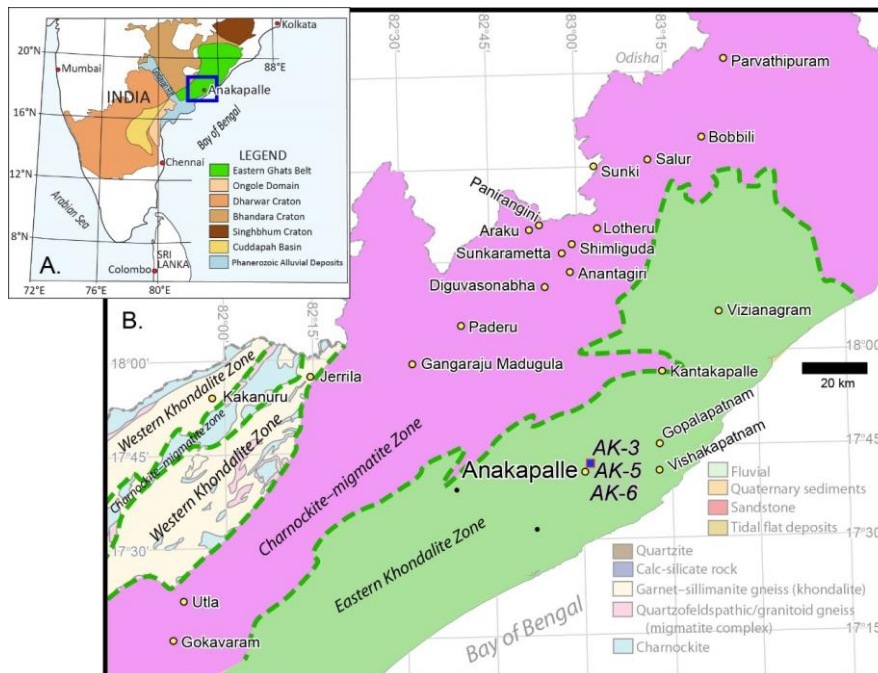 Kolkata
20°N
88°E
Mumbai
INDIA
Godavari
Anakapalle
16°N
Bay of Bengal
Chennai
12°N
LEGEND
Eastern Ghats Belt
Ongole Domain
Dharwar Craton
Bhandara Craton
Singhbhum Craton
Cuddapah Basin
Phanerozoic Alluvial Deposits
Arabian Sea
8°N
SRI
LANKA
Colombo
A.
72°E
76°E
80°E
82°30'
82°45'
83°00'
83°15'
Odisha
Parvathipuram
Bobbili
Salur
Sunki
Panirangini
Araku
Lotheru
Shimliguda
Sunkarametta
Anantagiri
Diguvasonabha
B.
82°00'
82°15'
Vizianagram
Paderu
18°00'
18°00'
Gangaraju Madugula
Jerrila
Kantakapalle
20 km
Western Khondalite Zone
Kakanuru
Charnockite–migmatite zone
Western Khondalite Zone
Charnockite–migmatite Zone
Gopalapatnam
Vishakapatnam
17°45'
17°45'
AK-3
Anakapalle
AK-5
AK-6
Fluvial
Quaternary sediments
Sandstone
Tidal flat deposits
17°30'
17°30'
Eastern Khondalite Zone
Quartzite
Calc-silicate rock
Garnet–sillimanite gneiss (khondalite)
Quartzofeldspathic/granitoid gneiss
(migmatite complex)
Charnockite
Utla
Gokavaram
Bay of Bengal
17°15'